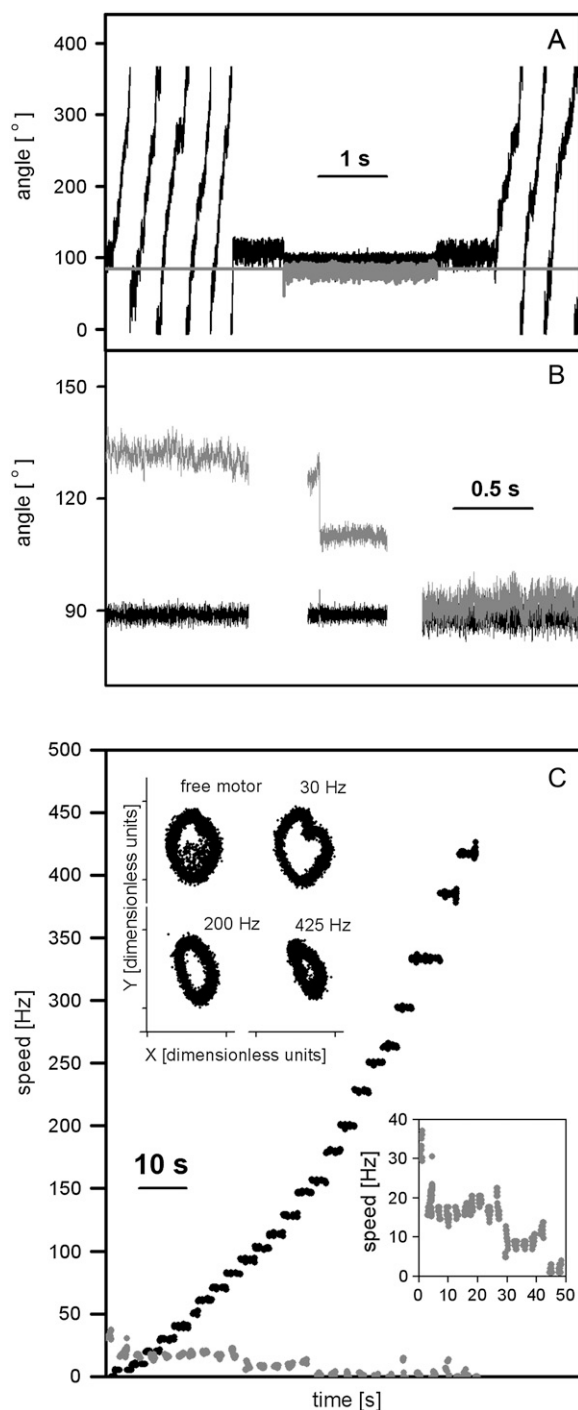 A
400
300
200
100
0
angle [°]
1 s
B
150
120
90
angle [°]
0.5 s
C
500
450
400
350
300
250
200
150
100
50
0
speed [Hz]
free motor
30 Hz
200 Hz
425 Hz
Y [dimensionless units]
[dimensionless units]
X [dimensionless units]
10 s
40
30
20
10
0
speed [Hz]
0 10 20 30 40 50
time [s]